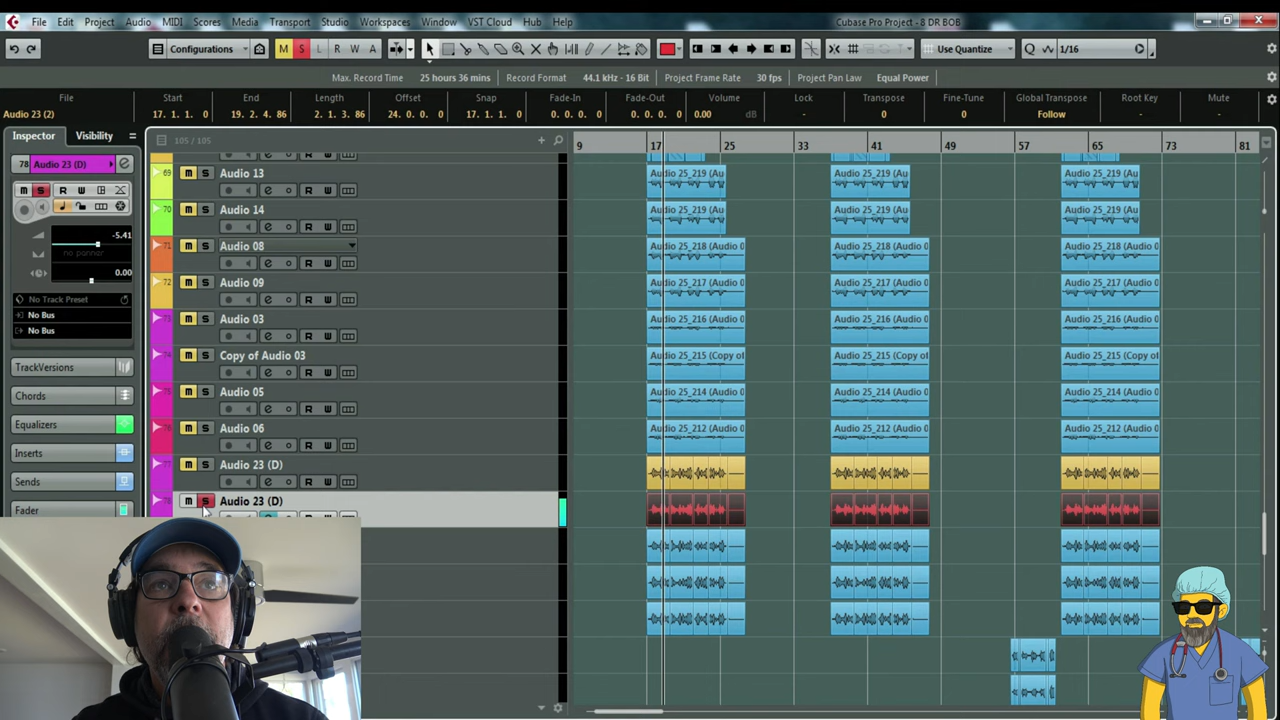 File Edit Project Audio MIDI Scores Media Transport Studio Workspaces Window VST Cloud Hub Help
Cubase Pro Project - 8 DR BOB
Configurations M S L R W A Use Quantize Q 1/16
Max. Record Time 25 hours 36 mins Record Format 44.1 kHz - 16 Bit Project Frame Rate 30 fps Project Pan Law Equal Power
File Start End Length Offset Snap Fade-In Fade-Out Volume Lock Transpose Fine-Tune Global Transpose Root Key Mute
Audio 23 (2) 17. 1. 1. 0 19. 2. 4. 86 2. 1. 3. 86 24. 0. 0. 0 17. 1. 1. 0 0. 0. 0. 0 0. 0. 0. 0 0.00 dB - 0 0 Follow - -
Inspector Visibility
105 / 105
9 17 25 33 41 49 57 65 73 81
78 Audio 23 (D)
M S R W
-5.41
no panner
0.00
No Track Preset
No Bus
No Bus
TrackVersions
Chords
Equalizers
Inserts
Sends
Fader
69 M S Audio 13
R W
Audio 25_219 (Au Audio 25_219 (Au Audio 25_219 (Au
70 M S Audio 14
R W
Audio 25_219 (Au Audio 25_219 (Au Audio 25_219 (Au
71 M S Audio 08
R W
Audio 25_218 (Audio 0 Audio 25_218 (Audio 0 Audio 25_218 (Audio 0
72 M S Audio 09
R W
Audio 25_217 (Audio 0 Audio 25_217 (Audio 0 Audio 25_217 (Audio 0
M S Audio 03
R W
Audio 25_216 (Audio 0 Audio 25_216 (Audio 0 Audio 25_216 (Audio 0
M S Copy of Audio 03
R W
Audio 25_215 (Copy of Audio 25_215 (Copy of Audio 25_215 (Copy of
M S Audio 05
R W
Audio 25_214 (Audio 0 Audio 25_214 (Audio 0 Audio 25_214 (Audio 0
M S Audio 06
R W
Audio 25_212 (Audio 0 Audio 25_212 (Audio 0 Audio 25_212 (Audio 0
M S Audio 23 (D)
R W
M S Audio 23 (D)